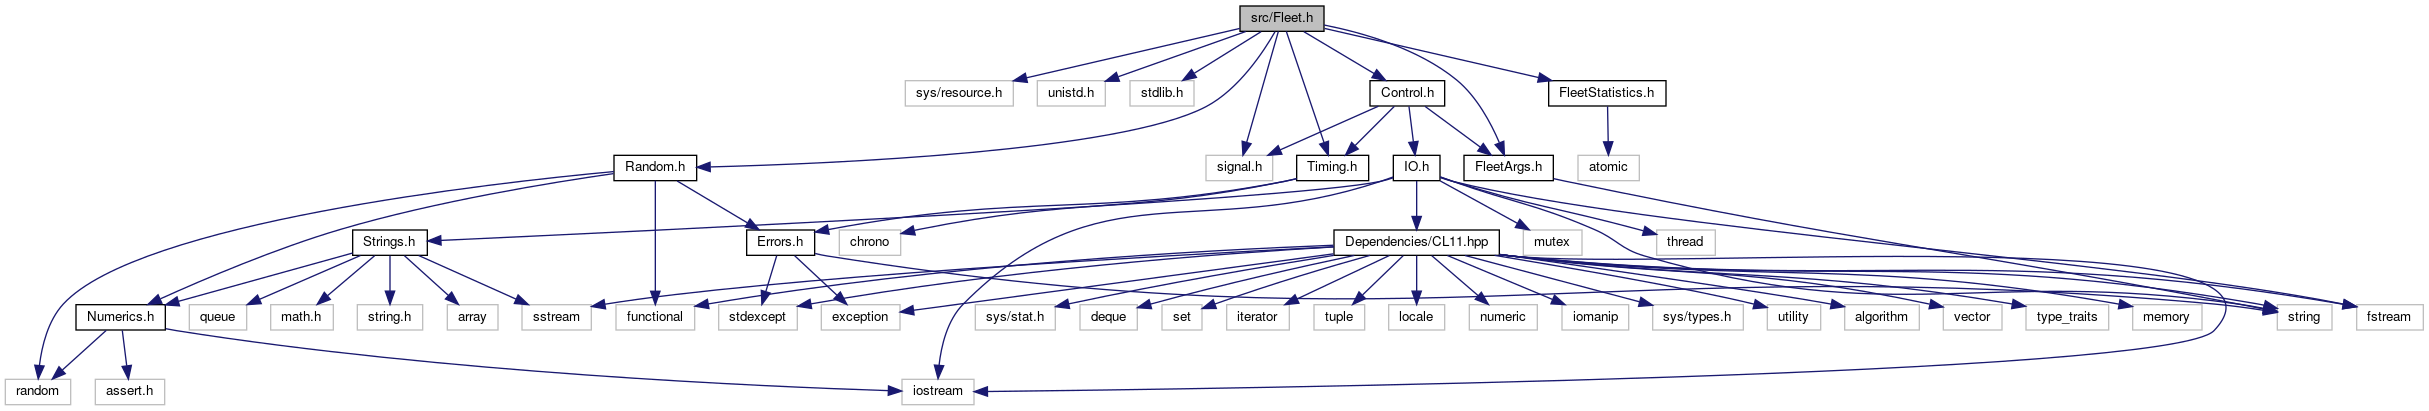 src/Fleet.h
sys/resource.h
unistd.h
stdlib.h
Control.h
FleetStatistics.h
Random.h
signal.h
Timing.h
IO.h
FleetArgs.h
atomic
Strings.h
Errors.h
chrono
Dependencies/CL11.hpp
mutex
thread
Numerics.h
queue
math.h
string.h
array
sstream
functional
stdexcept
exception
sys/stat.h
deque
set
iterator
tuple
locale
numeric
iomanip
sys/types.h
utility
algorithm
vector
type_traits
memory
string
fstream
random
assert.h
iostream